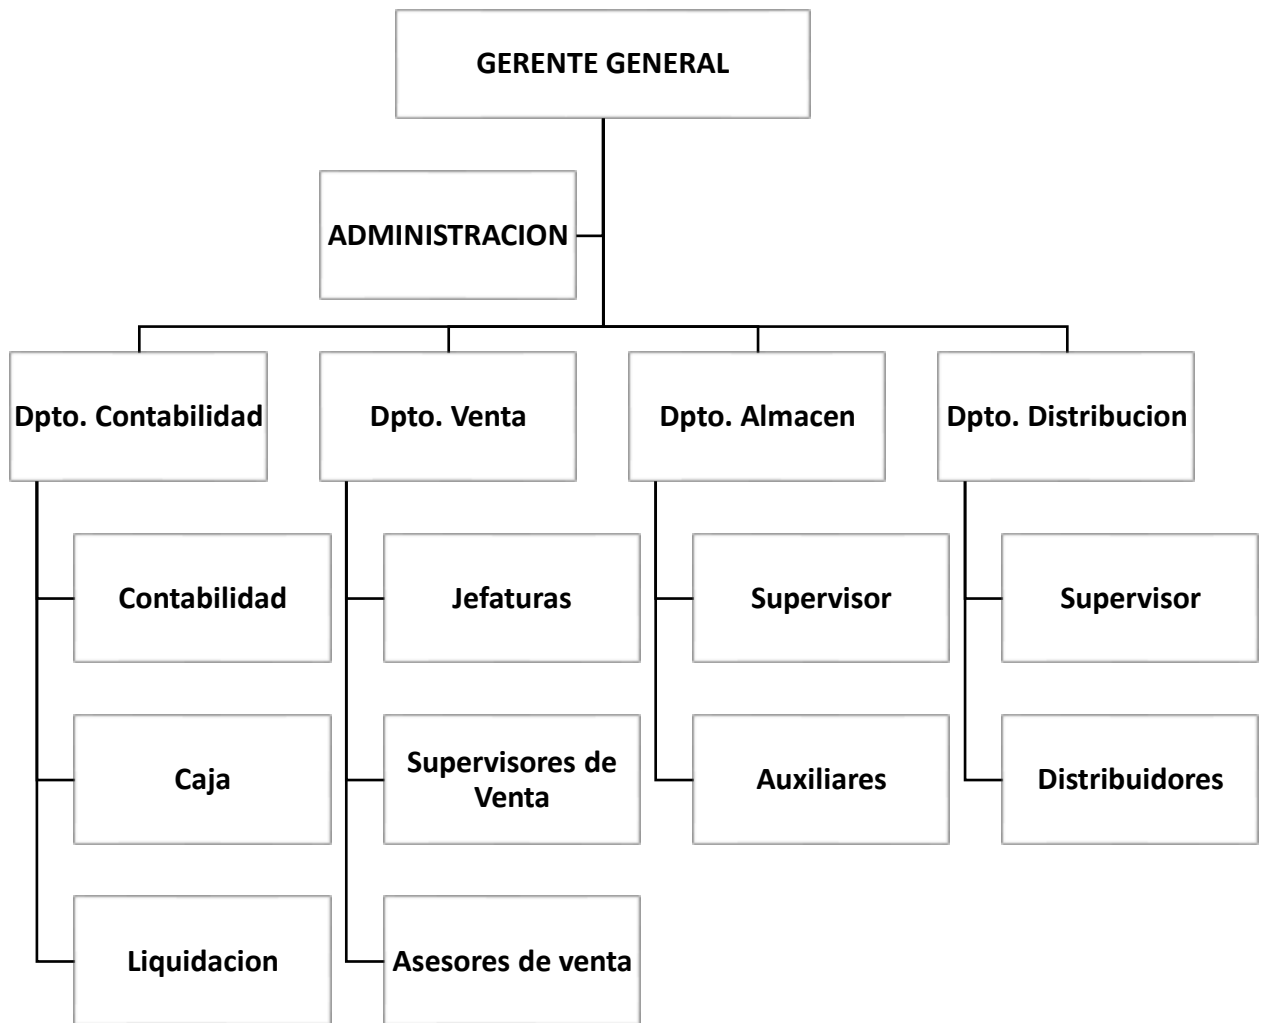 GERENTE GENERAL
ADMINISTRACION
Dpto. Contabilidad
Dpto. Venta
Dpto. Almacen
Dpto. Distribucion
Contabilidad
Jefaturas
Supervisor
Supervisor
Caja
Supervisores de
Venta
Auxiliares
Distribuidores
Liquidacion
Asesores de venta